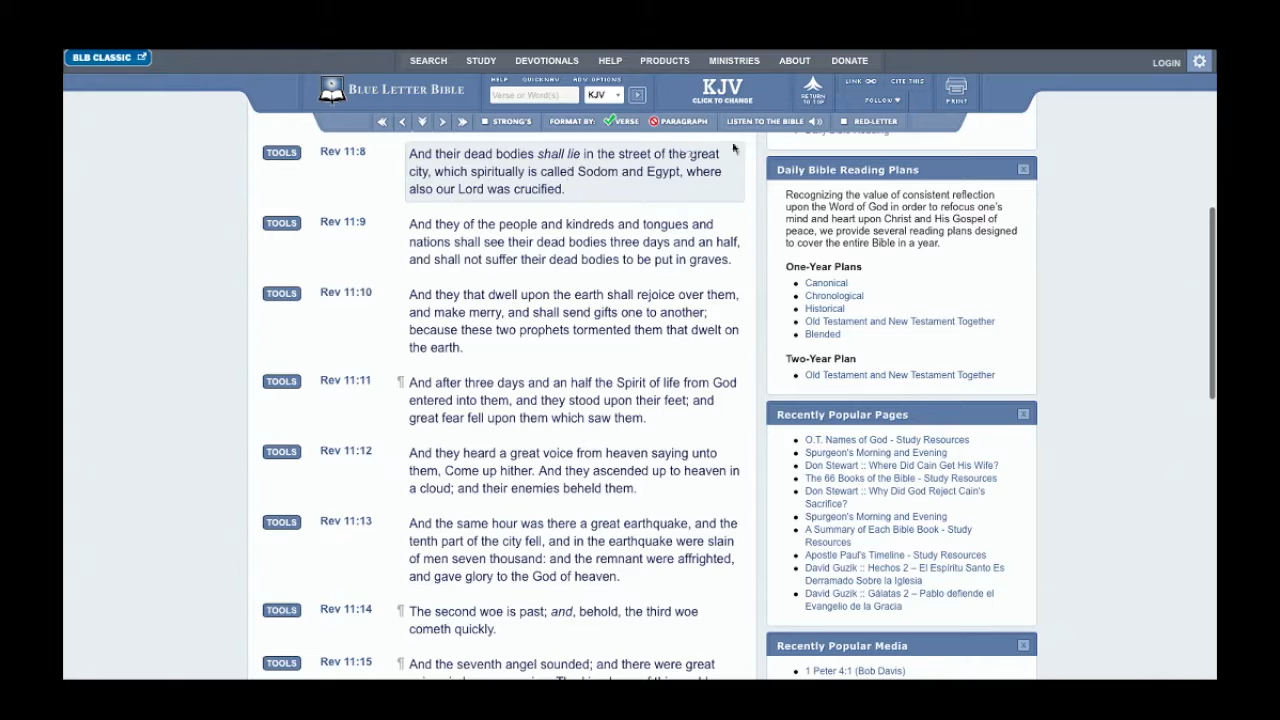 BLB CLASSIC
SEARCH STUDY DEVOTIONALS HELP PRODUCTS MINISTRIES ABOUT DONATE
LOGIN
BLUE LETTER BIBLE
HELP QUICKNAV ADV OPTIONS
Verse or Word(s) KJV
KJV
CLICK TO CHANGE
RETURN TO TOP
LINK CITE THIS
FOLLOW
PRINT
STRONG'S FORMAT BY: VERSE PARAGRAPH LISTEN TO THE BIBLE RED-LETTER
TOOLS Rev 11:8 And their dead bodies shall lie in the street of the great
city, which spiritually is called Sodom and Egypt, where
also our Lord was crucified.
TOOLS Rev 11:9 And they of the people and kindreds and tongues and
nations shall see their dead bodies three days and an half,
and shall not suffer their dead bodies to be put in graves.
TOOLS Rev 11:10 And they that dwell upon the earth shall rejoice over them,
and make merry, and shall send gifts one to another;
because these two prophets tormented them that dwelt on
the earth.
TOOLS Rev 11:11 ¶ And after three days and an half the Spirit of life from God
entered into them, and they stood upon their feet; and
great fear fell upon them which saw them.
TOOLS Rev 11:12 And they heard a great voice from heaven saying unto
them, Come up hither. And they ascended up to heaven in
a cloud; and their enemies beheld them.
TOOLS Rev 11:13 And the same hour was there a great earthquake, and the
tenth part of the city fell, and in the earthquake were slain
of men seven thousand: and the remnant were affrighted,
and gave glory to the God of heaven.
TOOLS Rev 11:14 ¶ The second woe is past; and, behold, the third woe
cometh quickly.
TOOLS Rev 11:15 ¶ And the seventh angel sounded; and there were great
Daily Bible Reading Plans
Recognizing the value of consistent reflection
upon the Word of God in order to refocus one's
mind and heart upon Christ and His Gospel of
peace, we provide several reading plans designed
to cover the entire Bible in a year.
One-Year Plans
Canonical
Chronological
Historical
Old Testament and New Testament Together
Blended
Two-Year Plan
Old Testament and New Testament Together
Recently Popular Pages
O.T. Names of God - Study Resources
Spurgeon's Morning and Evening
Don Stewart :: Where Did Cain Get His Wife?
The 66 Books of the Bible - Study Resources
Don Stewart :: Why Did God Reject Cain's
Sacrifice?
Spurgeon's Morning and Evening
A Summary of Each Bible Book - Study
Resources
Apostle Paul's Timeline - Study Resources
David Guzik :: Hechos 2 – El Espíritu Santo Es
Derramado Sobre la Iglesia
David Guzik :: Gálatas 2 – Pablo defiende el
Evangelio de la Gracia
Recently Popular Media
1 Peter 4:1 (Bob Davis)